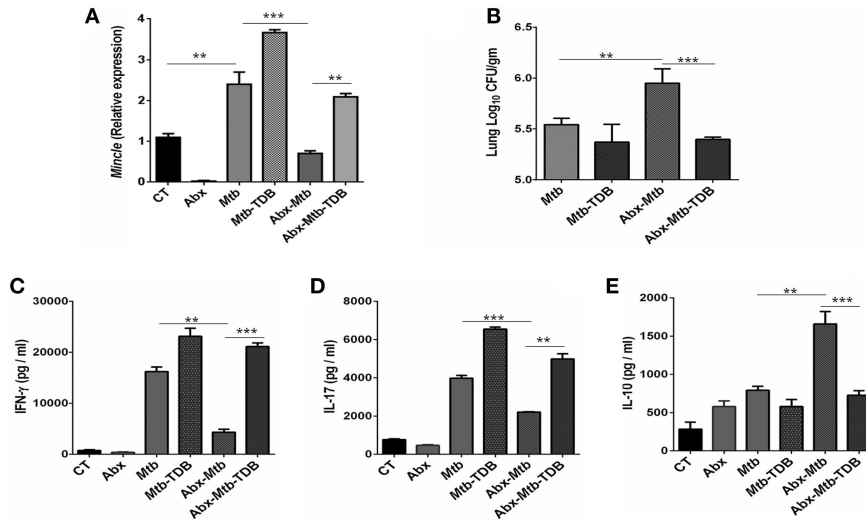 A
Mincle (Relative expression)
4
3
2
1
0
**
***
**
CT
Abx
Mtb
Mtb-TDB
Abx-Mtb
Abx-Mtb-TDB
B
Lung Log10 CFU/gm
6.5
6.0
5.5
5.0
**
***
Mtb
Mtb-TDB
Abx-Mtb
Abx-Mtb-TDB
C
IFN-γ
(pg / ml)
30000
20000
10000
0
**
***
CT
Abx
Mtb
Mtb-TDB
Abx-Mtb
Abx-Mtb-TDB
D
IL-17
(pg / ml)
8000
6000
4000
2000
0
***
**
CT
Abx
Mtb
Mtb-TDB
Abx-Mtb
Abx-Mtb-TDB
E
IL-10
(pg / ml)
2000
1500
1000
500
0
**
***
CT
Abx
Mtb
Mtb-TDB
Abx-Mtb
Abx-Mtb-TDB